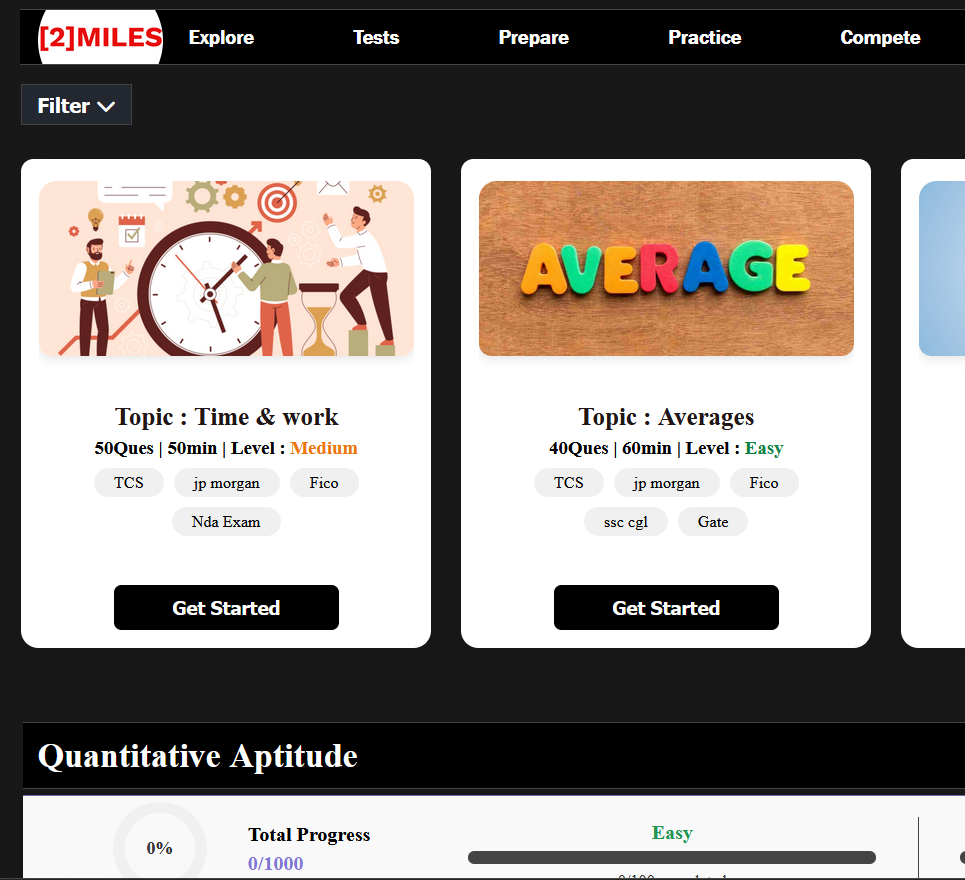 [2]MILES Explore Tests Prepare Practice Compete
Filter
AVERAGE
Topic : Time & work
50Ques | 50min | Level : Medium
TCS jp morgan Fico
Nda Exam
Get Started
Topic : Averages
40Ques | 60min | Level : Easy
TCS jp morgan Fico
ssc cgl Gate
Get Started
Quantitative Aptitude
0%
Total Progress
0/1000
Easy